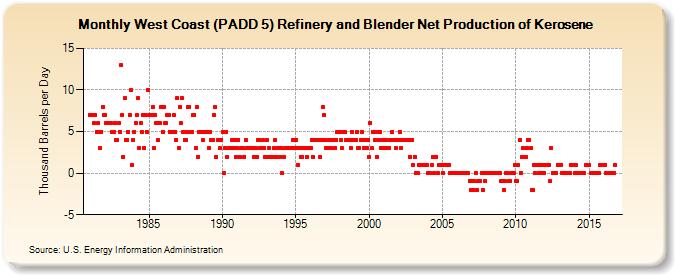 Monthly West Coast (PADD 5) Refinery and Blender Net Production of Kerosene
Thousand Barrels per Day
15
10
5
0
-5
1985 1990 1995 2000 2005 2010 2015
Source: U.S. Energy Information Administration